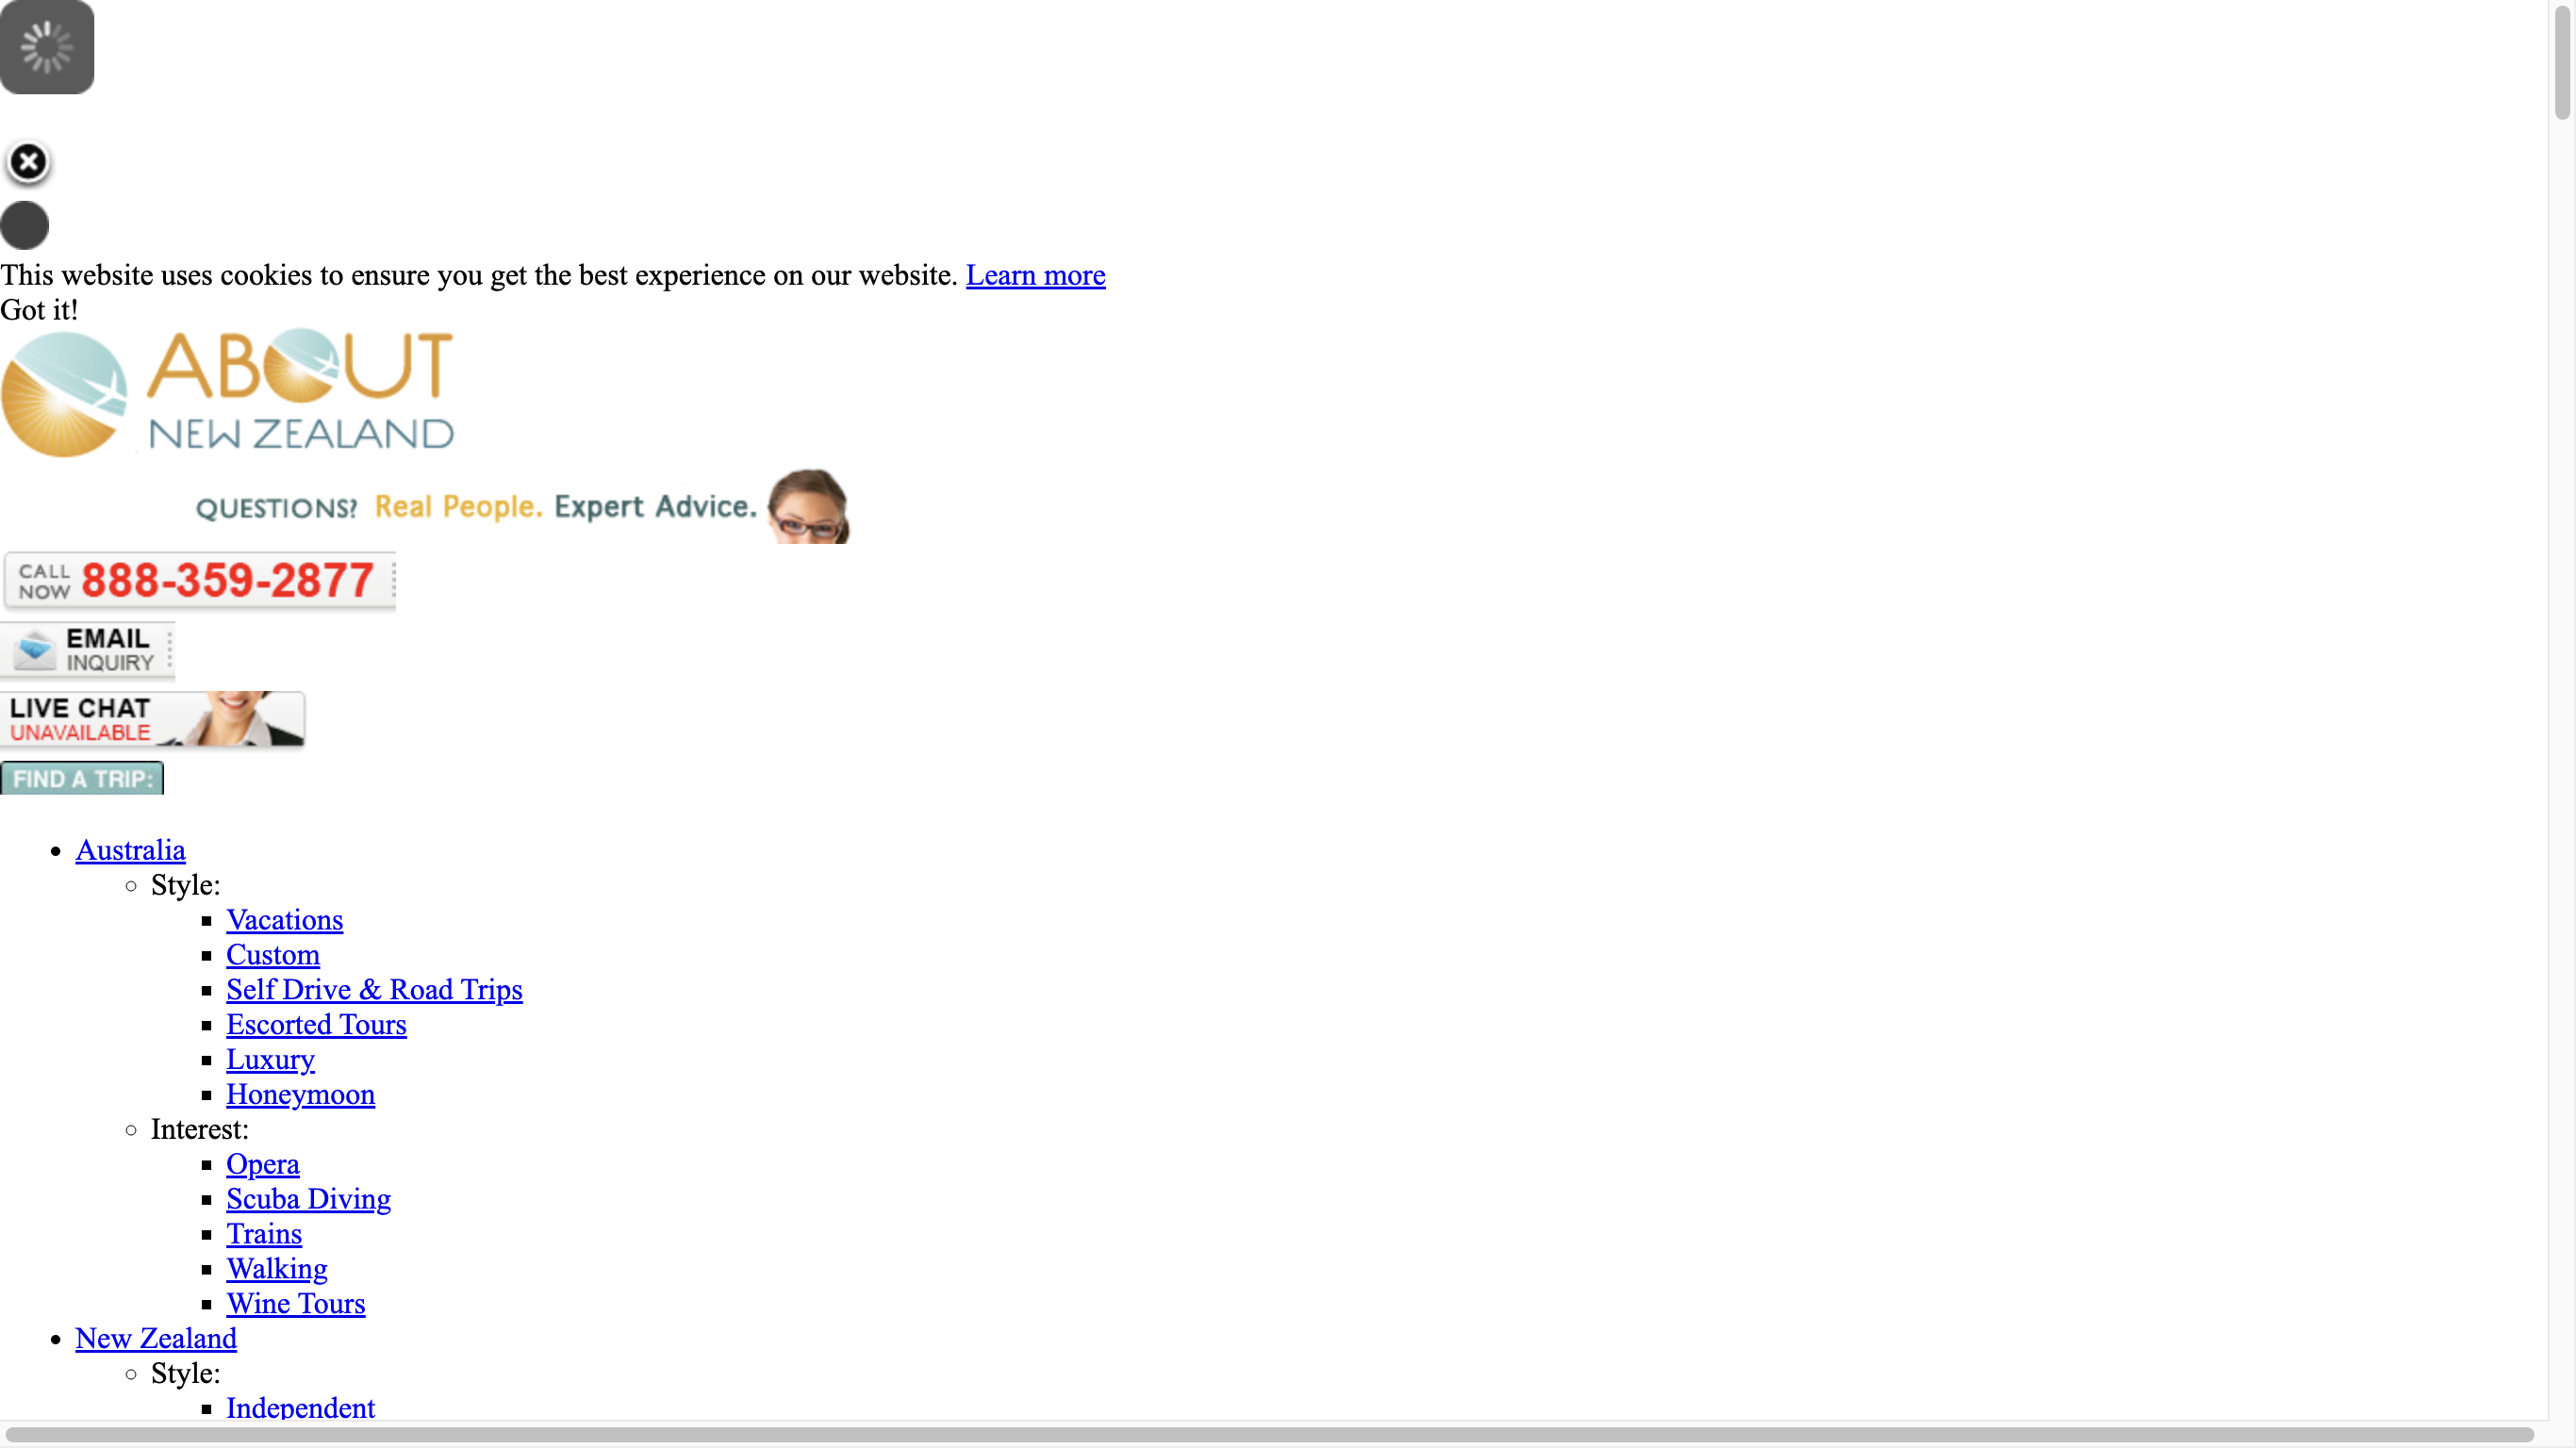 This website uses cookies to ensure you get the best experience on our website. Learn more
Got it!
ABOUT
NEW ZEALAND
QUESTIONS? Real People. Expert Advice.
CALL NOW 888-359-2877
EMAIL
INQUIRY
LIVE CHAT
UNAVAILABLE
FIND A TRIP:
Australia
Style:
Vacations
Custom
Self Drive & Road Trips
Escorted Tours
Luxury
Honeymoon
Interest:
Opera
Scuba Diving
Trains
Walking
Wine Tours
New Zealand
Style:
Independent